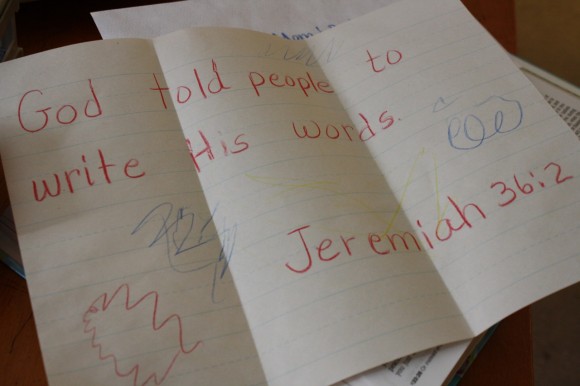 God told people to
write His words.
Jeremiah 36:2